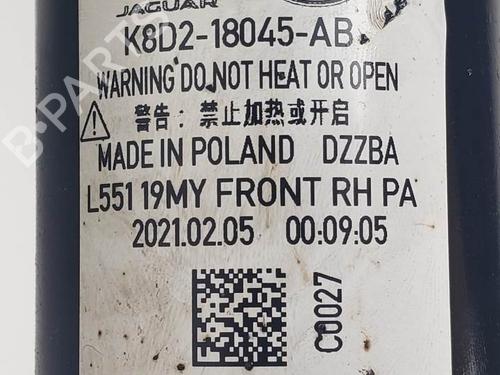 JAGUAR
K8D2-18045-AB
WARNING DO NOT HEAT OR OPEN
警告：禁止加热或开启
MADE IN POLAND DZZBA
L551 19MY FRONT RH PA
2021.02.05 00:09:05
C0027
B-PARTS